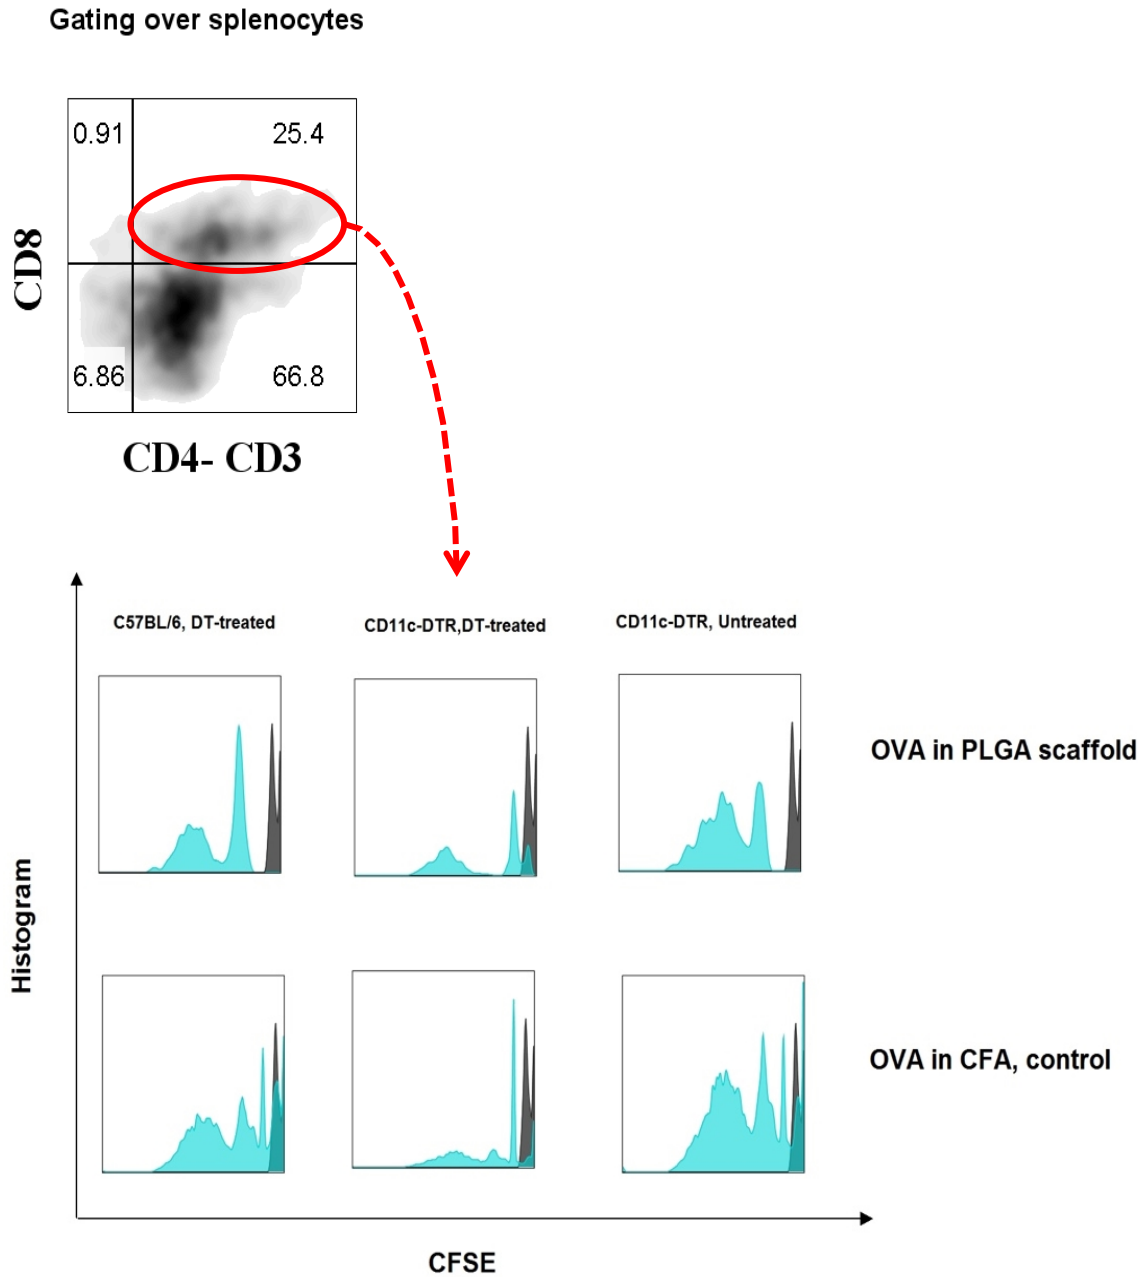 Gating over splenocytes
0.91
25.4
CD8
6.86
66.8
CD4- CD3
C57BL/6, DT-treated
CD11c-DTR,DT-treated
CD11c-DTR, Untreated
OVA in PLGA scaffold
Histogram
OVA in CFA, control
CFSE